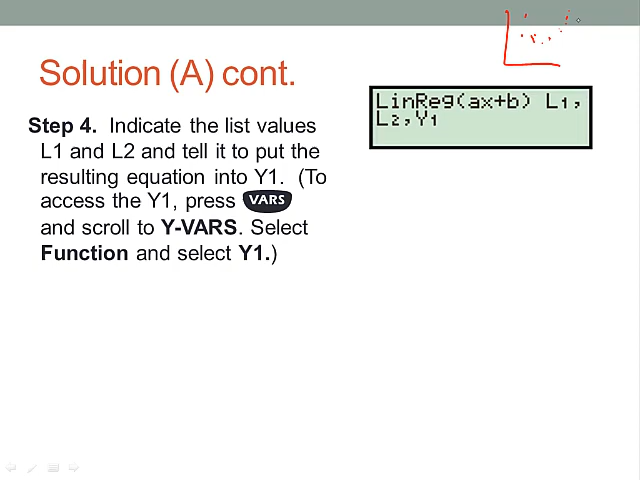 Solution (A) cont.
Step 4. Indicate the list values
L1 and L2 and tell it to put the
resulting equation into Y1. (To
access the Y1, press VARS
and scroll to Y-VARS. Select
Function and select Y1.)
LinReg(ax+b) L₁,
L₂,Y₁